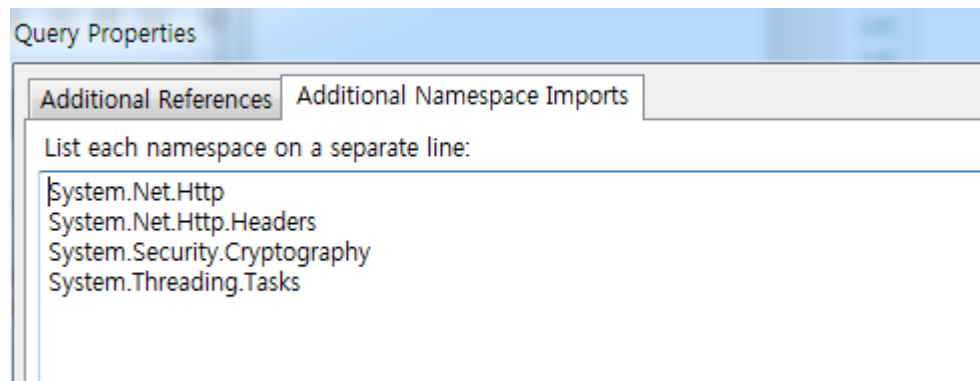 Query Properties
Additional References Additional Namespace Imports
List each namespace on a separate line:
System.Net.Http
System.Net.Http.Headers
System.Security.Cryptography
System.Threading.Tasks